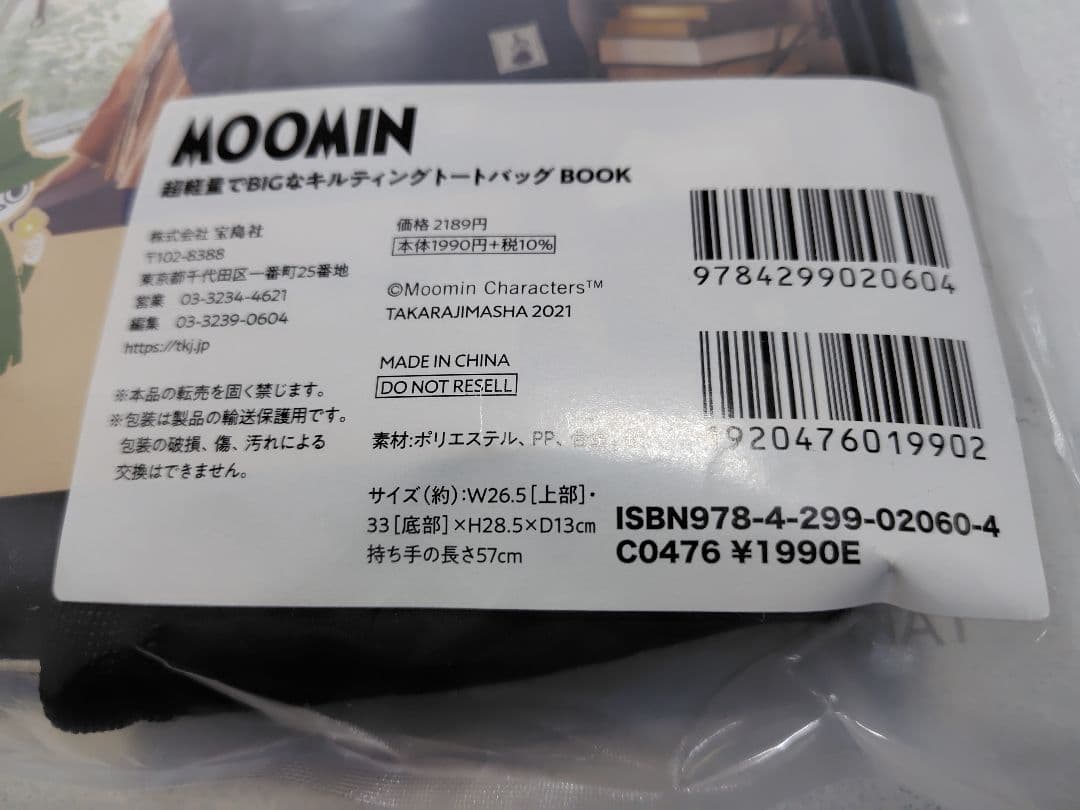 MOOMIN
超軽量でBIGなキルティングトートバッグ BOOK
株式会社 宝島社
〒102-8388
東京都千代田区一番町25番地
営業 03-3234-4621
編集 03-3239-0604
https://tkj.jp
※本品の転売を固く禁じます。
※包装は製品の輸送保護用です。
包装の破損、傷、汚れによる
交換はできません。
価格 2189円
本体1990円+税10%
©Moomin Characters™
TAKARAJIMASHA 2021
MADE IN CHINA
DO NOT RESELL
素材:ポリエステル、PP、
サイズ(約):W26.5[上部]・
33[底部]×H28.5×D13㎝
持ち手の長さ57cm
9784299020604
1920476019902
ISBN978-4-299-02060-4
C0476 ¥1990E